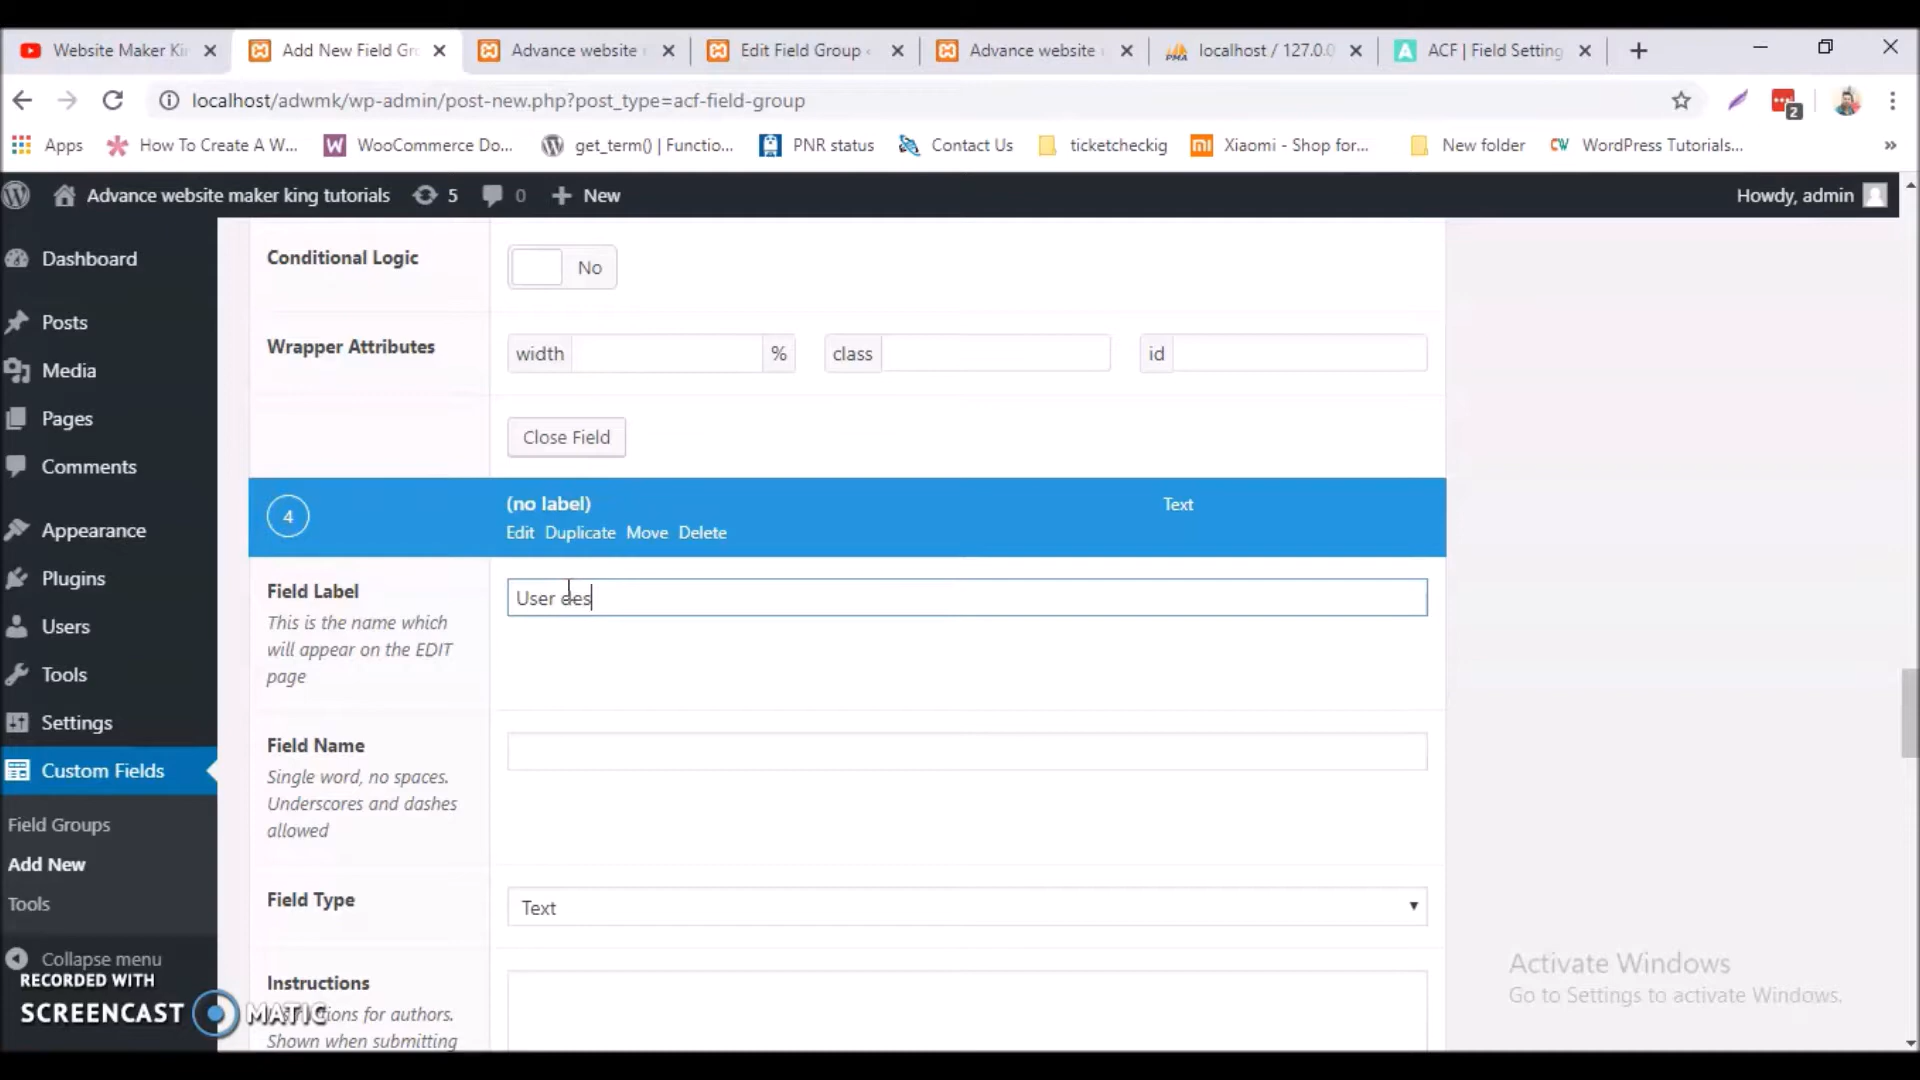 Website Maker Ki
Add New Field Gr
Advance website
Edit Field Group
Advance website
localhost / 127.0.0
ACF | Field Setting
localhost/adwmk/wp-admin/post-new.php?post_type=acf-field-group
2
Apps
How To Create A W...
WooCommerce Do...
get_term() | Functio...
PNR status
Contact Us
ticketcheckig
Xiaomi - Shop for...
New folder
WordPress Tutorials...
»
Advance website maker king tutorials
5
0
New
Howdy, admin
Dashboard
Posts
Media
Pages
Comments
Appearance
Plugins
Users
Tools
Settings
Custom Fields
Field Groups
Add New
Tools
Collapse menu
Conditional Logic
No
Wrapper Attributes
width
%
class
id
Close Field
4
(no label)
Text
Edit Duplicate Move Delete
Field Label
This is the name which
will appear on the EDIT
page
User des
Field Name
Single word, no spaces.
Underscores and dashes
allowed
Field Type
Text
Instructions
for authors.
Shown when submitting
Activate Windows
Go to Settings to activate Windows.
RECORDED WITH
SCREENCAST MATIC